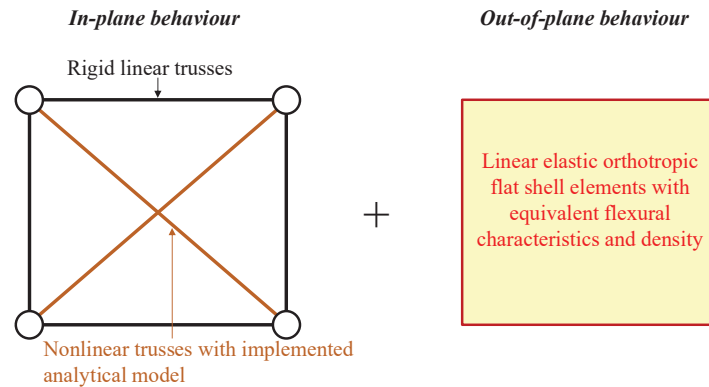 In-plane behaviour
Out-of-plane behaviour
Rigid linear trusses
+
Linear elastic orthotropic
flat shell elements with
equivalent flexural
characteristics and density
Nonlinear trusses with implemented
analytical model